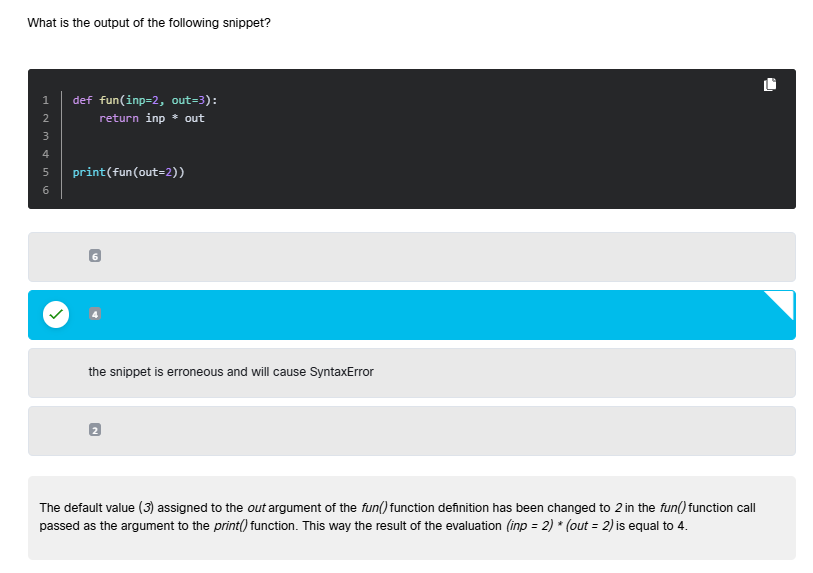 What is the output of the following snippet?
1 def fun(inp=2, out=3):
2     return inp * out
3
4
5 print(fun(out=2))
6
6
4
the snippet is erroneous and will cause SyntaxError
2
The default value (3) assigned to the out argument of the fun() function definition has been changed to 2 in the fun() function call
passed as the argument to the print() function. This way the result of the evaluation (inp = 2) * (out = 2) is equal to 4.